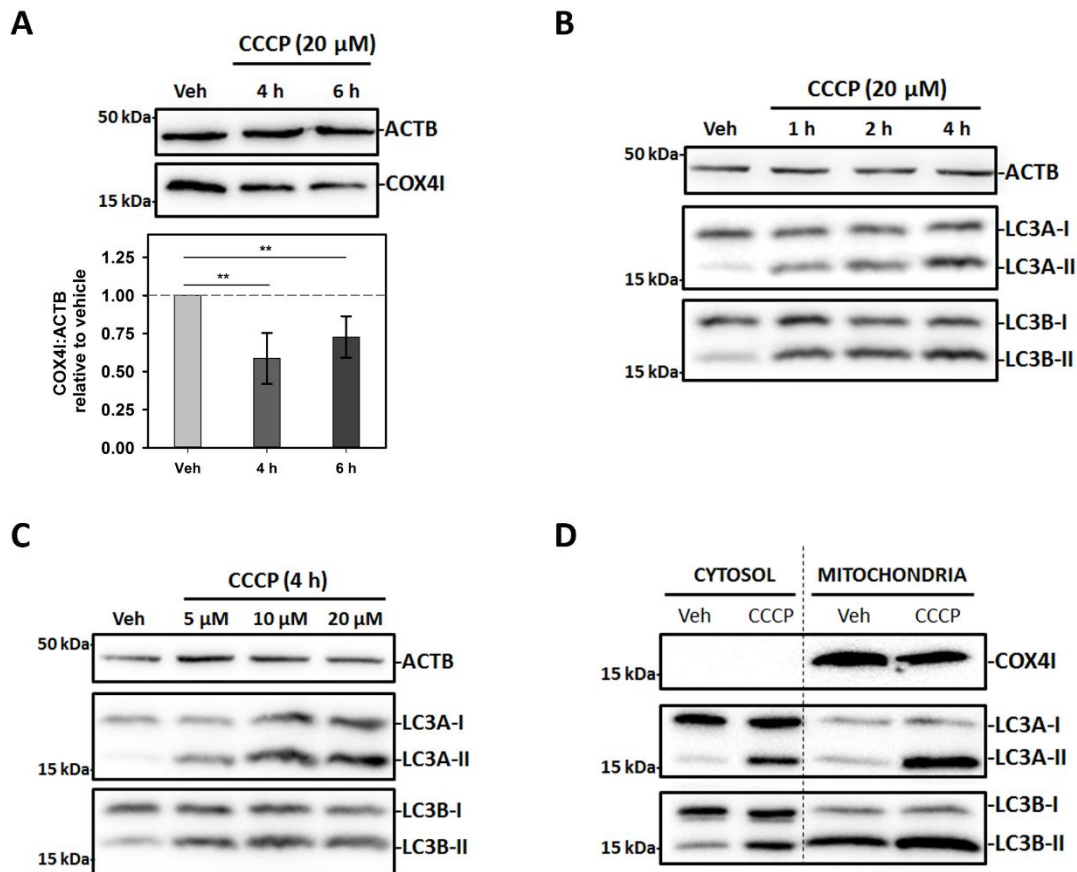 A
CCCP (20 µM)
Veh 4 h 6 h
50 kDa
-ACTB
-COX4I
15 kDa
COX4I:ACTB
relative to vehicle
1.25
1.00
0.75
0.50
0.25
0.00
**
**
Veh 4 h 6 h
B
CCCP (20 µM)
Veh 1 h 2 h 4 h
50 kDa
-ACTB
-LC3A-I
-LC3A-II
15 kDa
-LC3B-I
-LC3B-II
15 kDa
C
CCCP (4 h)
Veh 5 µM 10 µM 20 µM
50 kDa
-ACTB
-LC3A-I
-LC3A-II
15 kDa
-LC3B-I
-LC3B-II
15 kDa
D
CYTOSOL MITOCHONDRIA
Veh CCCP Veh CCCP
-COX4I
15 kDa
-LC3A-I
-LC3A-II
15 kDa
-LC3B-I
-LC3B-II
15 kDa